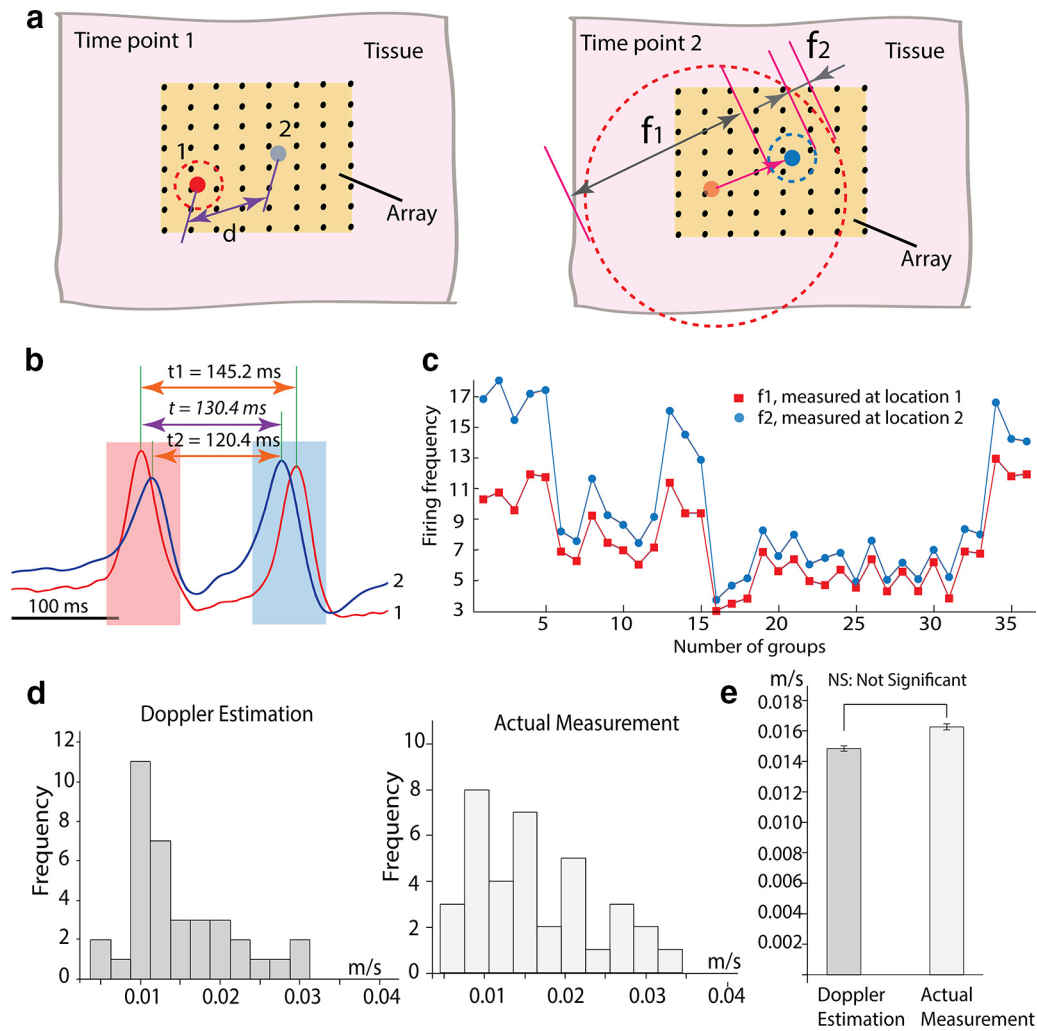 a
Time point 1
Tissue
1
2
d
Array
Time point 2
Tissue
f1
f2
Array
b
t1 = 145.2 ms
t = 130.4 ms
t2 = 120.4 ms
2
1
100 ms
c
f1, measured at location 1
f2, measured at location 2
Firing frequency
17
15
13
11
9
7
5
3
5 10 15 20 25 30 35
Number of groups
d
Doppler Estimation
Frequency
12
10
8
6
4
2
0
m/s
0.01 0.02 0.03 0.04
Actual Measurement
Frequency
10
8
6
4
2
0
m/s
0.01 0.02 0.03 0.04
e
m/s
NS: Not Significant
0.018
0.016
0.014
0.012
0.010
0.008
0.006
0.004
0.002
Doppler
Estimation
Actual
Measurement